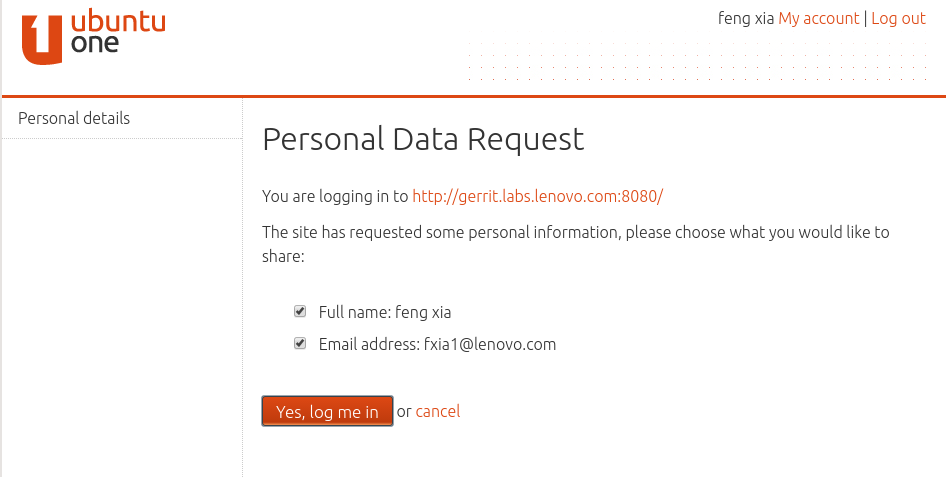 ubuntu
one
feng xia My account | Log out
Personal details
Personal Data Request
You are logging in to http://gerrit.labs.lenovo.com:8080/
The site has requested some personal information, please choose what you would like to
share:
Full name: feng xia
Email address: fxia1@lenovo.com
Yes, log me in or cancel